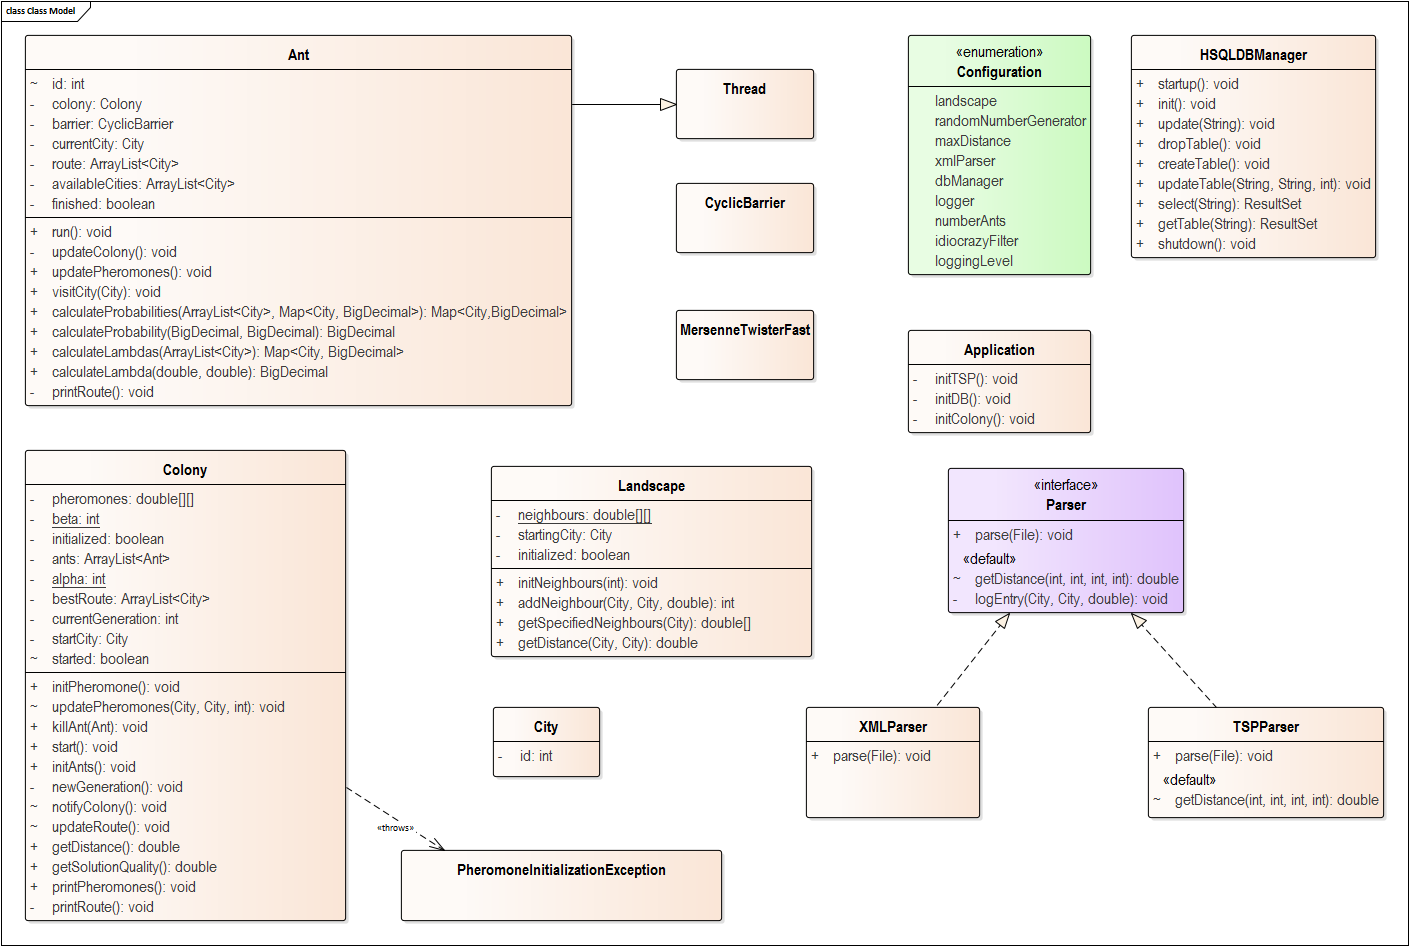 class Class Model
Ant
~ id: int
- colony: Colony
- barrier: CyclicBarrier
- currentCity: City
- route: ArrayList<City>
- availableCities: ArrayList<City>
- finished: boolean
+ run(): void
- updateColony(): void
+ updatePheromones(): void
+ visitCity(City): void
+ calculateProbabilities(ArrayList<City>, Map<City, BigDecimal>): Map<City,BigDecimal>
+ calculateProbability(BigDecimal, BigDecimal): BigDecimal
+ calculateLambdas(ArrayList<City>): Map<City, BigDecimal>
+ calculateLambda(double, double): BigDecimal
- printRoute(): void
Thread
CyclicBarrier
MersenneTwisterFast
«enumeration»
Configuration
landscape
randomNumberGenerator
maxDistance
xmlParser
dbManager
logger
numberAnts
idiocrazyFilter
loggingLevel
HSQLDBManager
+ startup(): void
+ init(): void
+ update(String): void
+ dropTable(): void
+ createTable(): void
+ updateTable(String, String, int): void
+ select(String): ResultSet
+ getTable(String): ResultSet
+ shutdown(): void
Application
- initTSP(): void
- initDB(): void
- initColony(): void
Colony
- pheromones: double[][]
- beta: int
- initialized: boolean
- ants: ArrayList<Ant>
- alpha: int
- bestRoute: ArrayList<City>
- currentGeneration: int
- startCity: City
~ started: boolean
+ initPheromone(): void
~ updatePheromones(City, City, int): void
+ killAnt(Ant): void
+ start(): void
+ initAnts(): void
- newGeneration(): void
~ notifyColony(): void
~ updateRoute(): void
+ getDistance(): double
+ getSolutionQuality(): double
+ printPheromones(): void
- printRoute(): void
Landscape
- neighbours: double[][]
- startingCity: City
- initialized: boolean
+ initNeighbours(int): void
+ addNeighbour(City, City, double): int
+ getSpecifiedNeighbours(City): double[]
+ getDistance(City, City): double
«interface»
Parser
+ parse(File): void
«default»
~ getDistance(int, int, int, int): double
- logEntry(City, City, double): void
City
- id: int
XMLParser
+ parse(File): void
TSPParser
+ parse(File): void
«default»
~ getDistance(int, int, int, int): double
«throws»
PheromoneInitializationException